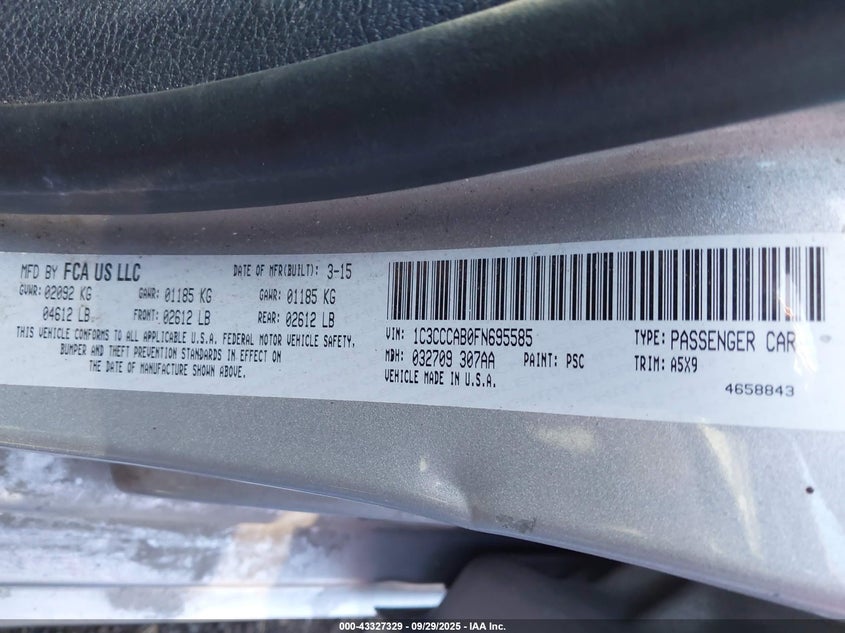 MFD BY FCA US LLC
DATE OF MFR(BUILT): 3-15
GVWR: 02092 KG
GAWR: 01185 KG
GAWR: 01185 KG
04612 LB
FRONT: 02612 LB
REAR: 02612 LB
THIS VEHICLE CONFORMS TO ALL APPLICABLE U.S.A. FEDERAL MOTOR VEHICLE SAFETY,
BUMPER AND THEFT PREVENTION STANDARDS IN EFFECT ON
THE DATE OF MANUFACTURE SHOWN ABOVE.
VIN: 1C3CCCAB0FN695585
TYPE: PASSENGER CAR
MDH: 032709 307AA
PAINT: PSC
TRIM: A5X9
VEHICLE MADE IN U.S.A.
4658843
000-43327329 - 09/29/2025 - IAA Inc.